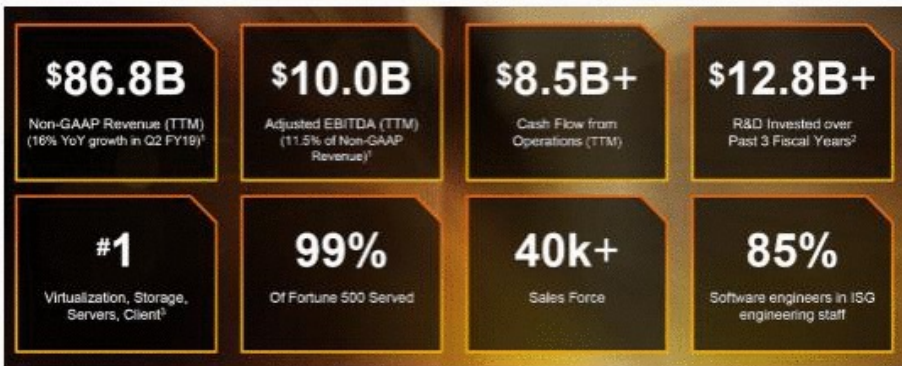 $86.8B
Non-GAAP Revenue (TTM)
(16% YoY growth in Q2 FY19)¹
$10.0B
Adjusted EBITDA (TTM)
(11.5% of Non-GAAP
Revenue)¹
$8.5B+
Cash Flow from
Operations (TTM)
$12.8B+
R&D Invested over
Past 3 Fiscal Years²
#1
Virtualization, Storage,
Servers, Client³
99%
Of Fortune 500 Served
40k+
Sales Force
85%
Software engineers in ISG
engineering staff